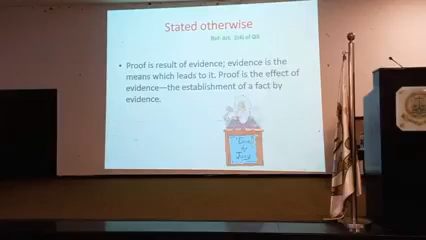 Stated otherwise
Proof is result of evidence; evidence is the
means which leads to it. Proof is the effect of
evidence—the establishment of a fact by
evidence.